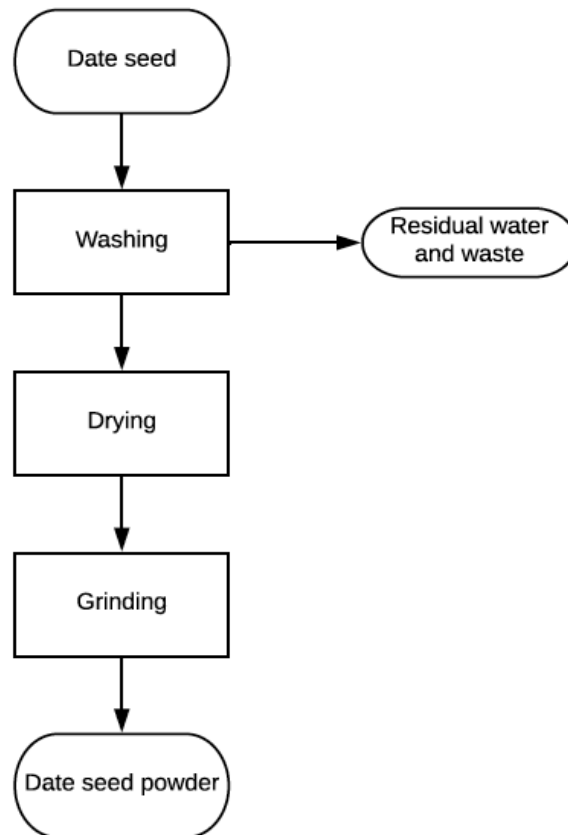 Date seed
Washing
Residual water
and waste
Drying
Grinding
Date seed powder